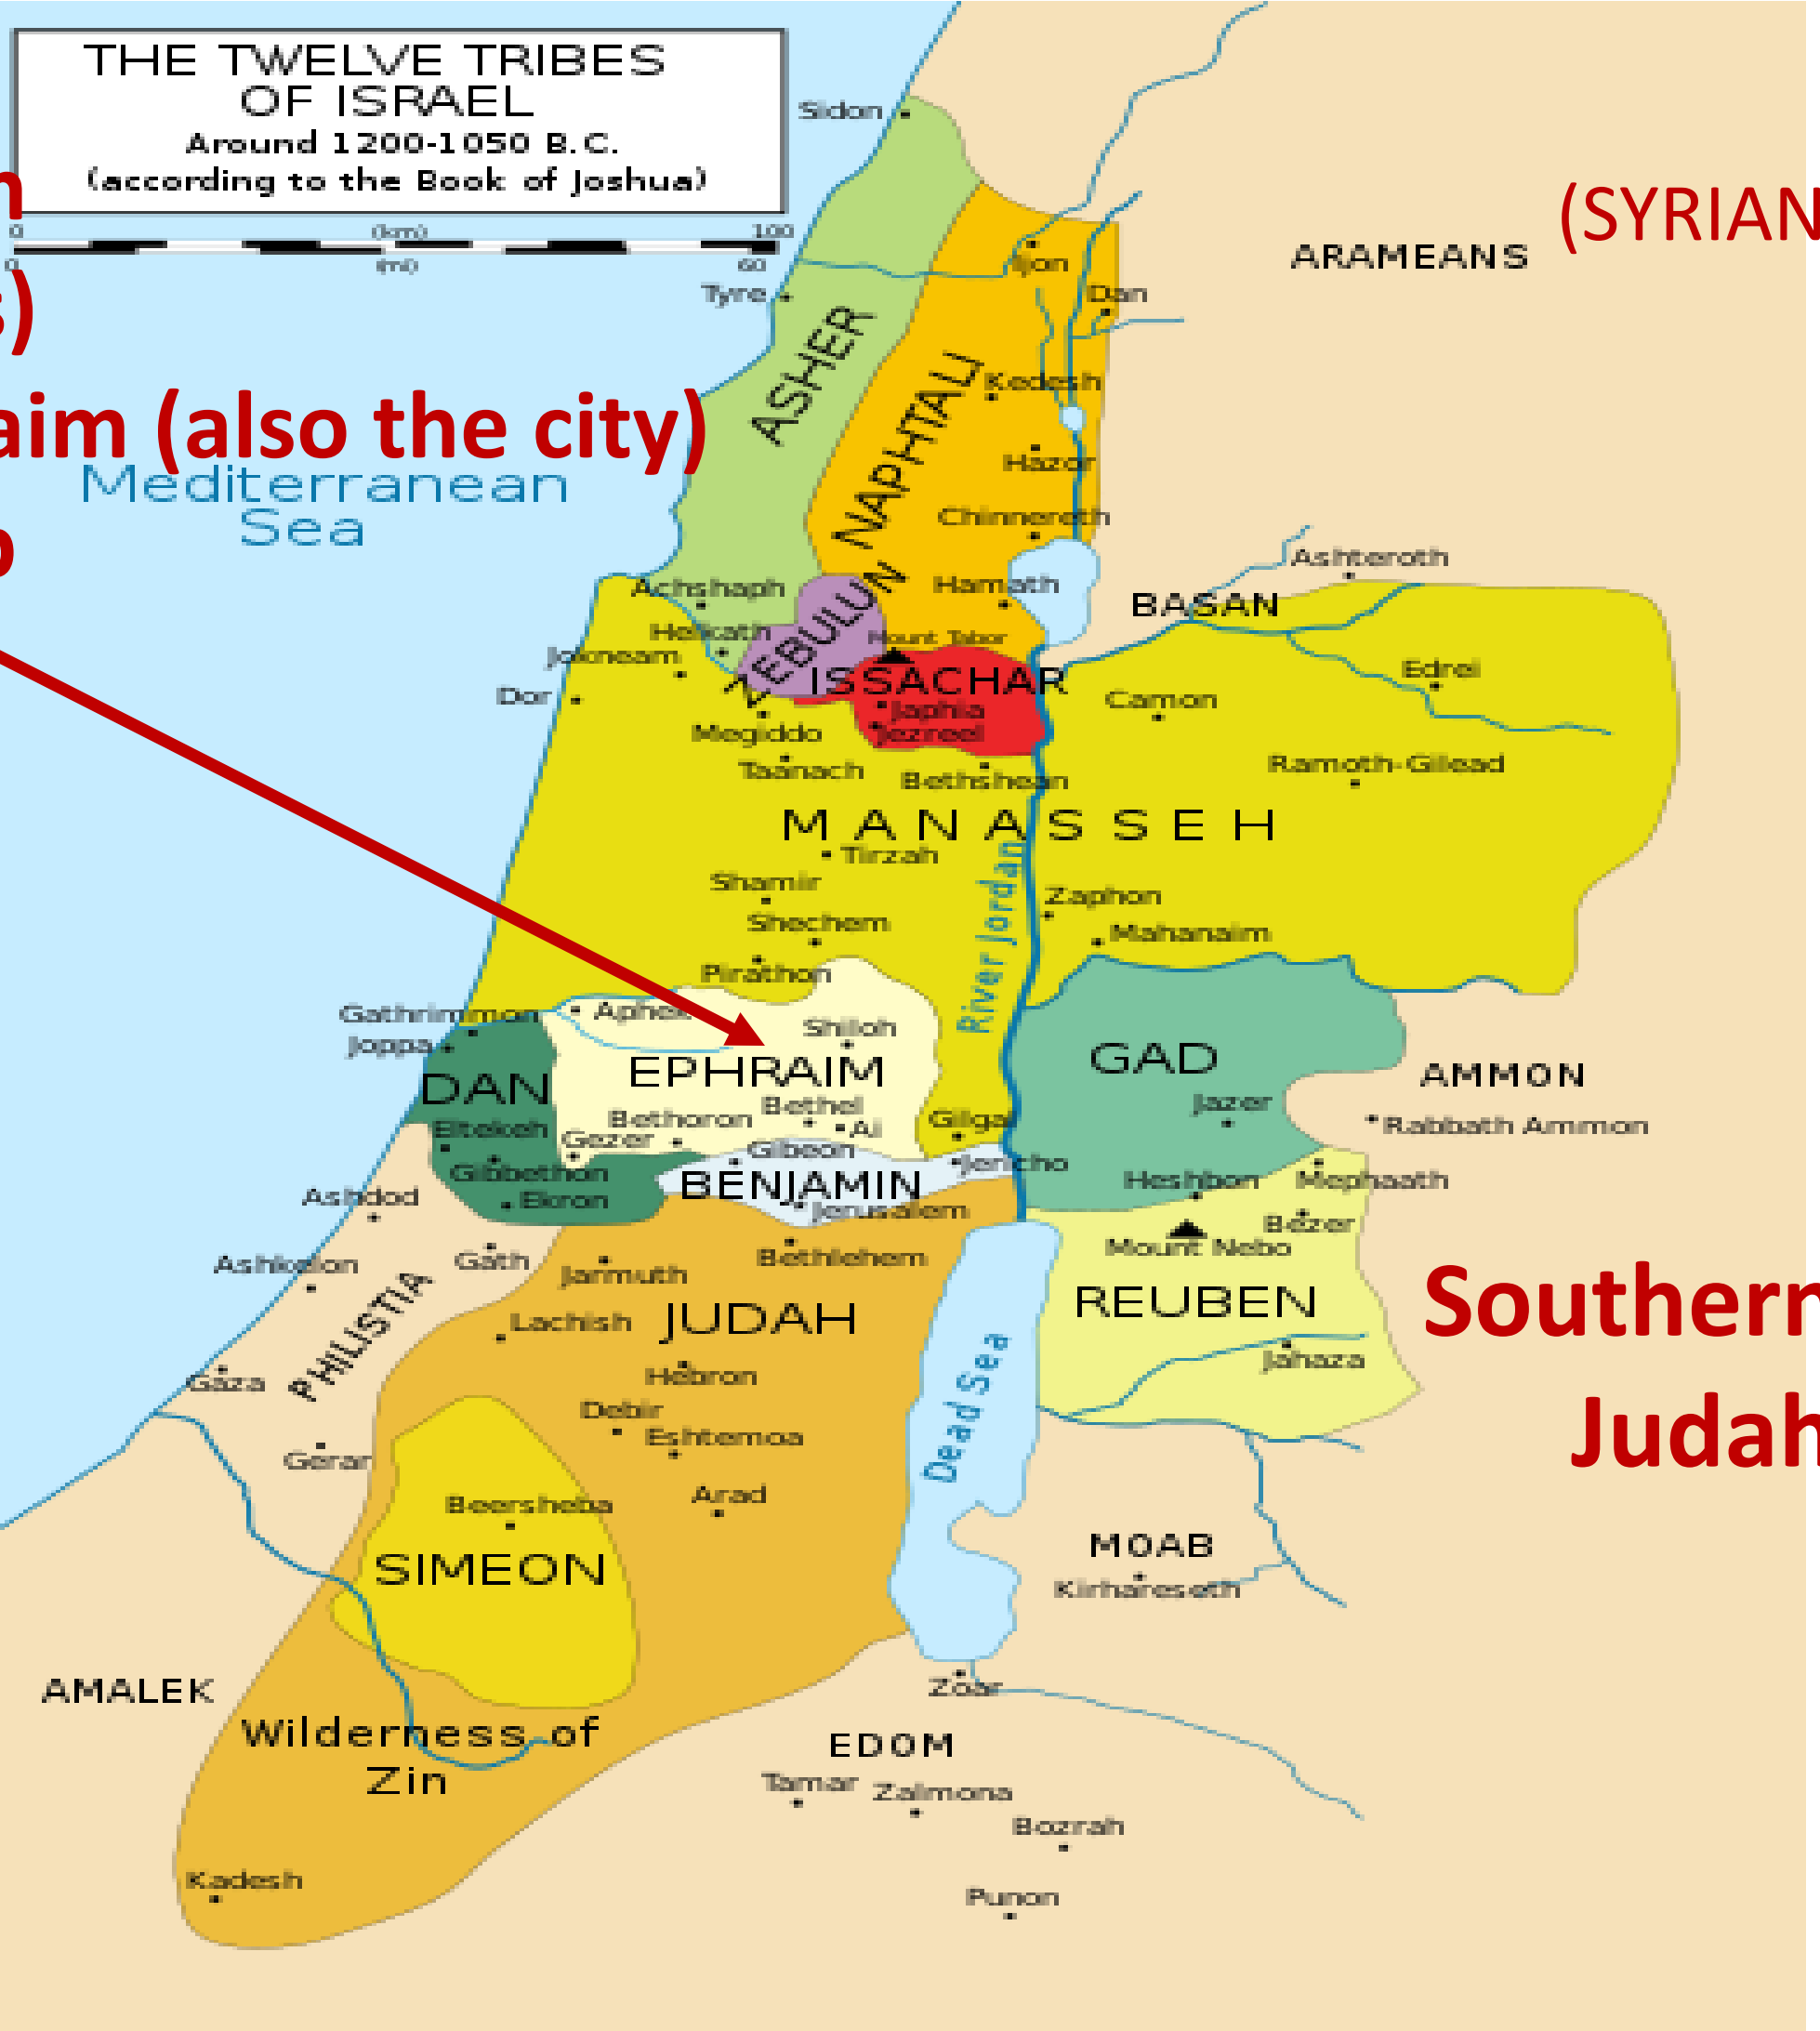 THE TWELVE TRIBES
OF ISRAEL
Around 1200-1050 B.C.
(according to the Book of Joshua)
0 (km) 100
0 (mi) 60
m
s)
aim (also the city)
Mediterranean
Sea
Sidon
(SYRIAN
ARAMEANS
Ijon
Dan
Tyre
ASHER
NAPHTALI
Kedesh
Hazor
Chinnereth
Ashteroth
Achshaph
Hamath
BASAN
ZEBULUN
Helkath
Mount Tabor
Jokneam
ISSACHAR
Edrei
Dor
Japhia
Camon
Megiddo
Jezreel
Taanach
Bethshean
Ramoth-Gilead
MANASSEH
Tirzah
Shamir
Zaphon
Shechem
Mahanaim
Pirathon
River Jordan
Gathrimmon
Aphek
Shiloh
Joppa
EPHRAIM
GAD
DAN
AMMON
Bethel
Jazer
Bethoron
Ai
Gilgal
Rabbath Ammon
Eltekeh
Gezer
Gibeon
Jericho
Gibbethon
BENJAMIN
Heshbon
Mephaath
Ashdod
Ekron
Jerusalem
Bezer
Mount Nebo
Ashkelon
Gath
Bethlehem
Jarmuth
REUBEN
Southern
PHILISTIA
Lachish
JUDAH
Jahaza
Gaza
Hebron
Dead Sea
Judah
Debir
Eshtemoa
Gerar
Arad
Beersheba
MOAB
SIMEON
Kirhareseth
AMALEK
Zoar
Wilderness of
Zin
EDOM
Tamar
Zalmona
Bozrah
Kadesh
Punon